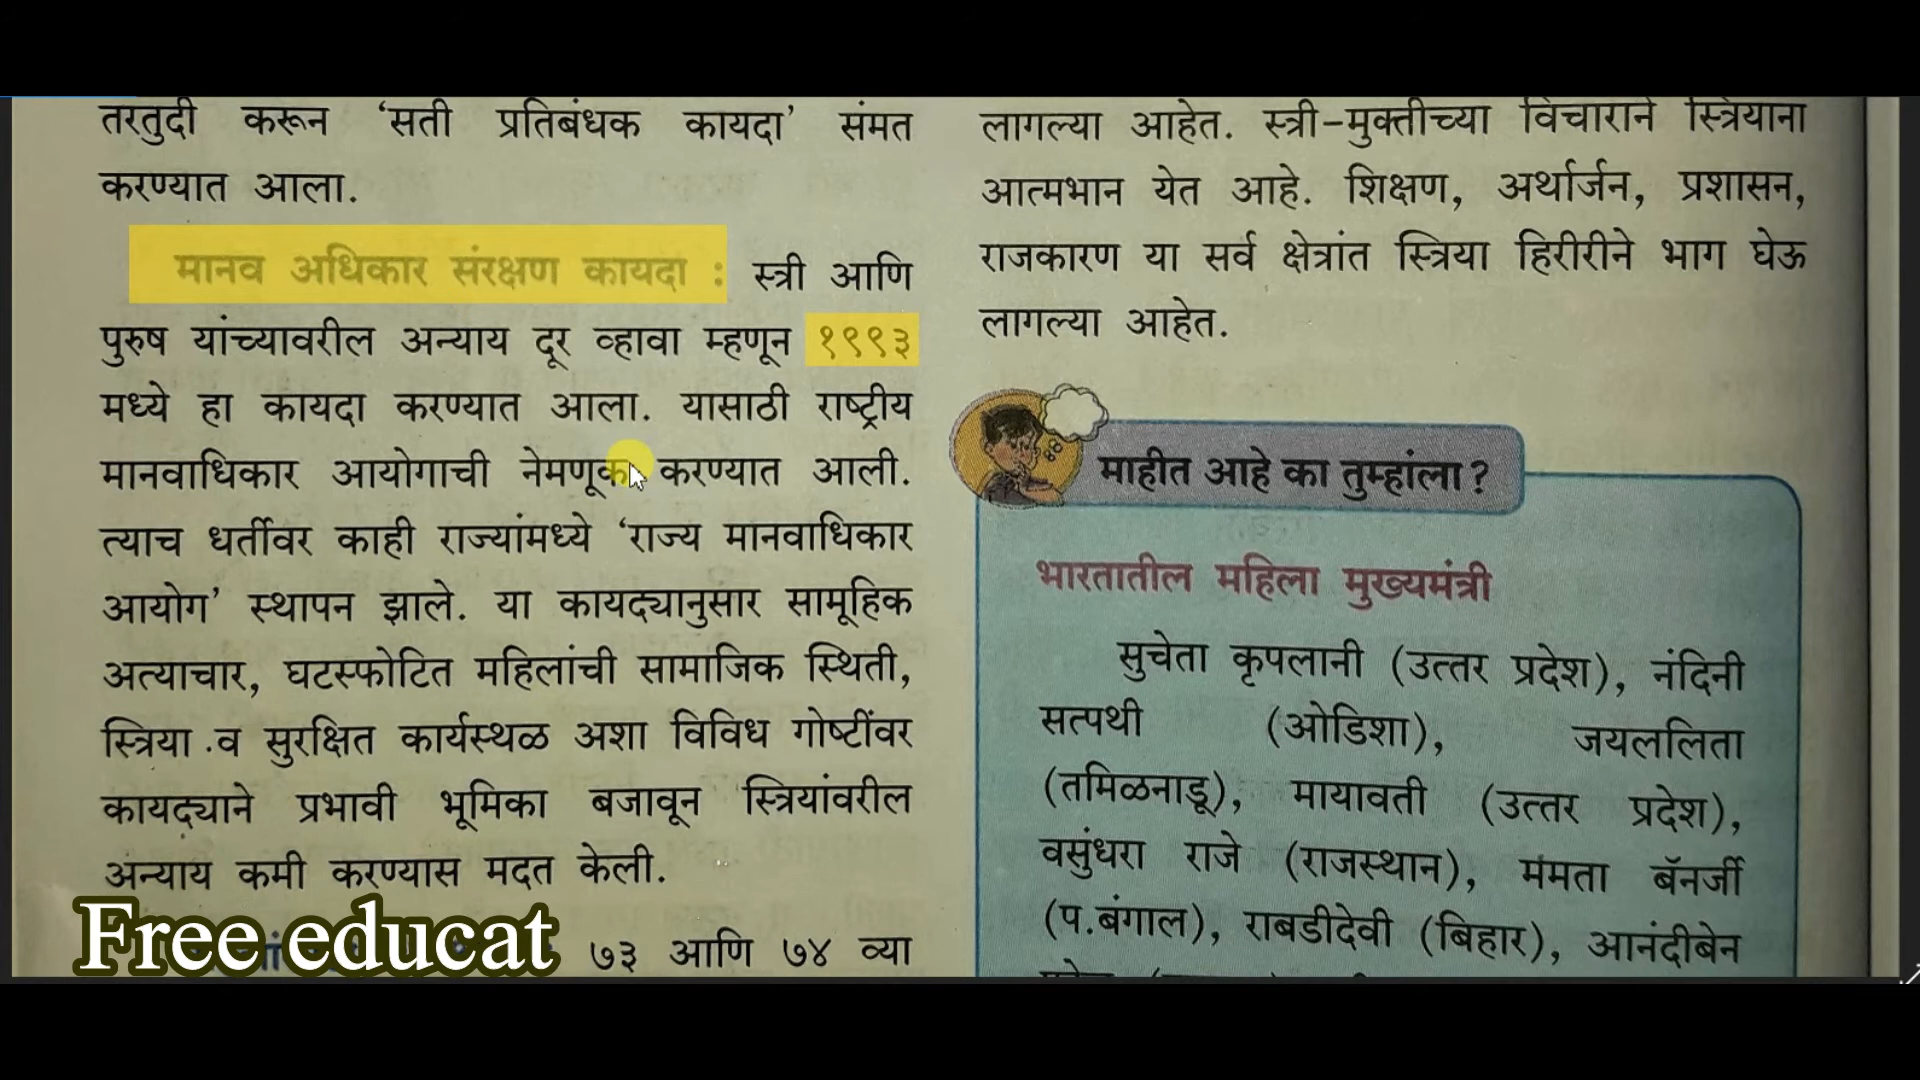 तरतुदी करून ‘सती प्रतिबंधक कायदा’ संमत
करण्यात आला.
मानव अधिकार संरक्षण कायदा : स्त्री आणि
पुरुष यांच्यावरील अन्याय दूर व्हावा म्हणून १९९३
मध्ये हा कायदा करण्यात आला. यासाठी राष्ट्रीय
मानवाधिकार आयोगाची नेमणूक करण्यात आली.
त्याच धर्तीवर काही राज्यांमध्ये ‘राज्य मानवाधिकार
आयोग’ स्थापन झाले. या कायद्यानुसार सामूहिक
अत्याचार, घटस्फोटित महिलांची सामाजिक स्थिती,
स्त्रिया व सुरक्षित कार्यस्थळ अशा विविध गोष्टींवर
कायद्याने प्रभावी भूमिका बजावून स्त्रियांवरील
अन्याय कमी करण्यास मदत केली.
७३ आणि ७४ व्या
Free educat
लागल्या आहेत. स्त्री-मुक्तीच्या विचाराने स्त्रियांना
आत्मभान येत आहे. शिक्षण, अर्थार्जन, प्रशासन,
राजकारण या सर्व क्षेत्रांत स्त्रिया हिरीरीने भाग घेऊ
लागल्या आहेत.
माहीत आहे का तुम्हांला?
भारतातील महिला मुख्यमंत्री
सुचेता कृपलानी (उत्तर प्रदेश), नंदिनी
सत्पथी (ओडिशा), जयललिता
(तमिळनाडू), मायावती (उत्तर प्रदेश),
वसुंधरा राजे (राजस्थान), ममता बॅनर्जी
(प.बंगाल), राबडीदेवी (बिहार), आनंदीबेन